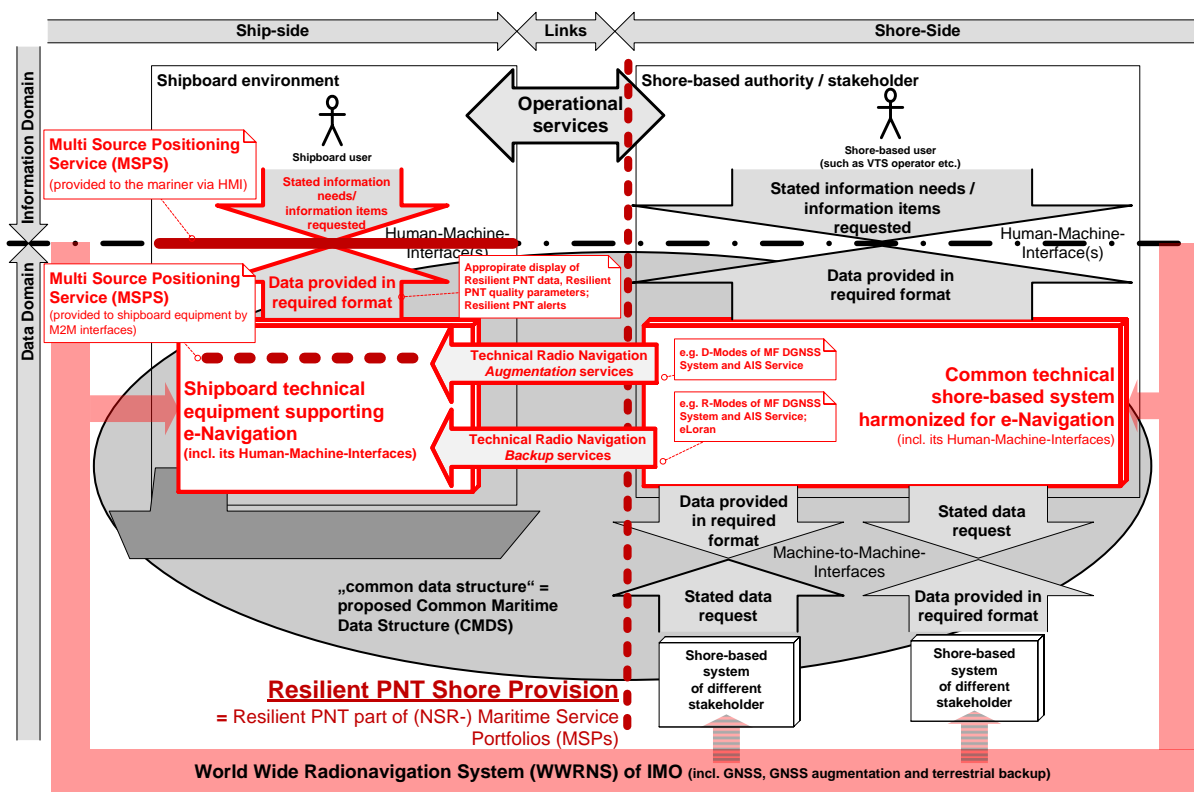 Ship-side
Links
Shore-Side
Information Domain
Data Domain
Shipboard environment
Shore-based authority / stakeholder
Operational
services
Shipboard user
Shore-based user
(such as VTS operator etc.)
Multi Source Positioning
Service (MSPS)
(provided to the mariner via HMI)
Stated information
needs/
information items
requested
Stated information needs /
information items
requested
Human-Machine-
Interface(s)
Human-Machine-
Interface(s)
Multi Source Positioning
Service (MSPS)
(provided to shipboard equipment by
M2M interfaces)
Data provided in
required format
Appropirate display of
Resilient PNT data, Resilient
PNT quality parameters;
Resilient PNT alerts
Data provided in
required format
Shipboard technical
equipment supporting
e-Navigation
(incl. its Human-Machine-Interfaces)
Technical Radio Navigation
Augmentation services
e.g. D-Modes of MF DGNSS
System and AIS Service
e.g. R-Modes of MF DGNSS
System and AIS Service;
eLoran
Technical Radio Navigation
Backup services
Common technical
shore-based system
harmonized for e-Navigation
(incl. its Human-Machine-Interfaces)
Data provided
in required
format
Stated data
request
Machine-to-Machine-
Interfaces
Stated data
request
Data provided
in required format
„common data structure“ =
proposed Common Maritime
Data Structure (CMDS)
Shore-based
system
of different
stakeholder
Shore-based
system
of different
stakeholder
Resilient PNT Shore Provision
= Resilient PNT part of (NSR-) Maritime Service
Portfolios (MSPs)
World Wide Radionavigation System (WWRNS) of IMO (incl. GNSS, GNSS augmentation and terrestrial backup)